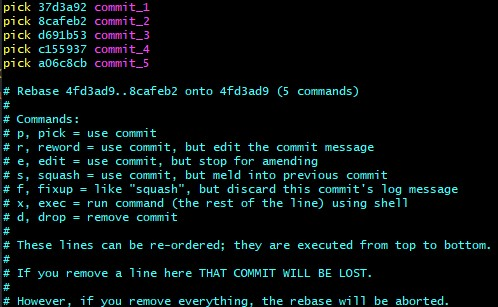 pick 37d3a92 commit_1
pick 8cafeb2 commit_2
pick d691b53 commit_3
pick c155937 commit_4
pick a06c8cb commit_5

# Rebase 4fd3ad9..8cafeb2 onto 4fd3ad9 (5 commands)
#
# Commands:
# p, pick = use commit
# r, reword = use commit, but edit the commit message
# e, edit = use commit, but stop for amending
# s, squash = use commit, but meld into previous commit
# f, fixup = like "squash", but discard this commit's log message
# x, exec = run command (the rest of the line) using shell
# d, drop = remove commit
#
# These lines can be re-ordered; they are executed from top to bottom.
#
# If you remove a line here THAT COMMIT WILL BE LOST.
#
# However, if you remove everything, the rebase will be aborted.